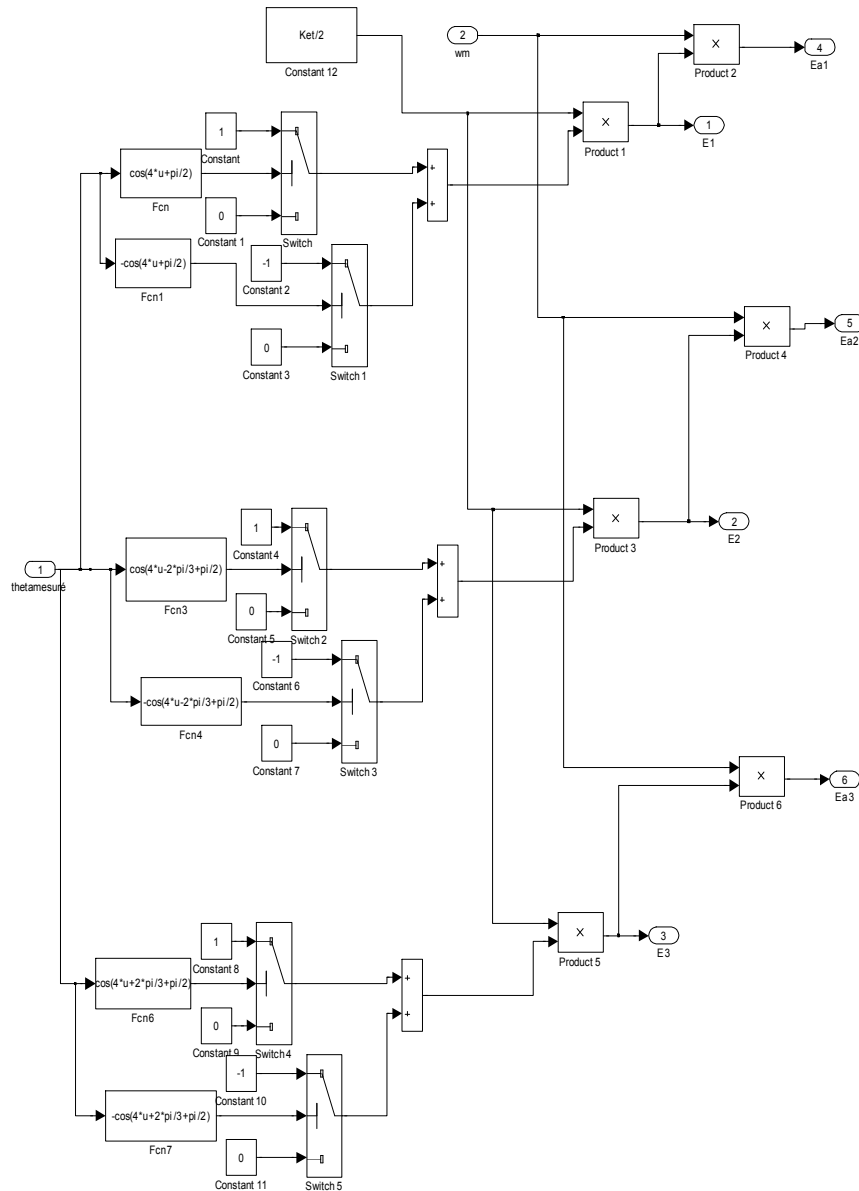 Ket/2
Constant 12
2
wm
X
Product 2
4
Ea1
1
Constant
X
Product 1
1
E1
cos(4*u+pi/2)
Fcn
0
Constant 1
Switch
+
+
-cos(4*u+pi/2)
Fcn1
-1
Constant 2
0
Constant 3
Switch 1
X
Product 4
5
Ea2
1
Constant 4
X
Product 3
2
E2
1
thetamesuré
cos(4*u-2*pi/3+pi/2)
Fcn3
0
Constant 5
Switch 2
+
+
-1
Constant 6
-cos(4*u-2*pi/3+pi/2)
Fcn4
0
Constant 7
Switch 3
X
Product 6
6
Ea3
1
Constant 8
X
Product 5
3
E3
cos(4*u+2*pi/3+pi/2)
Fcn6
0
Constant 9
Switch 4
+
+
-1
Constant 10
-cos(4*u+2*pi/3+pi/2)
Fcn7
0
Constant 11
Switch 5